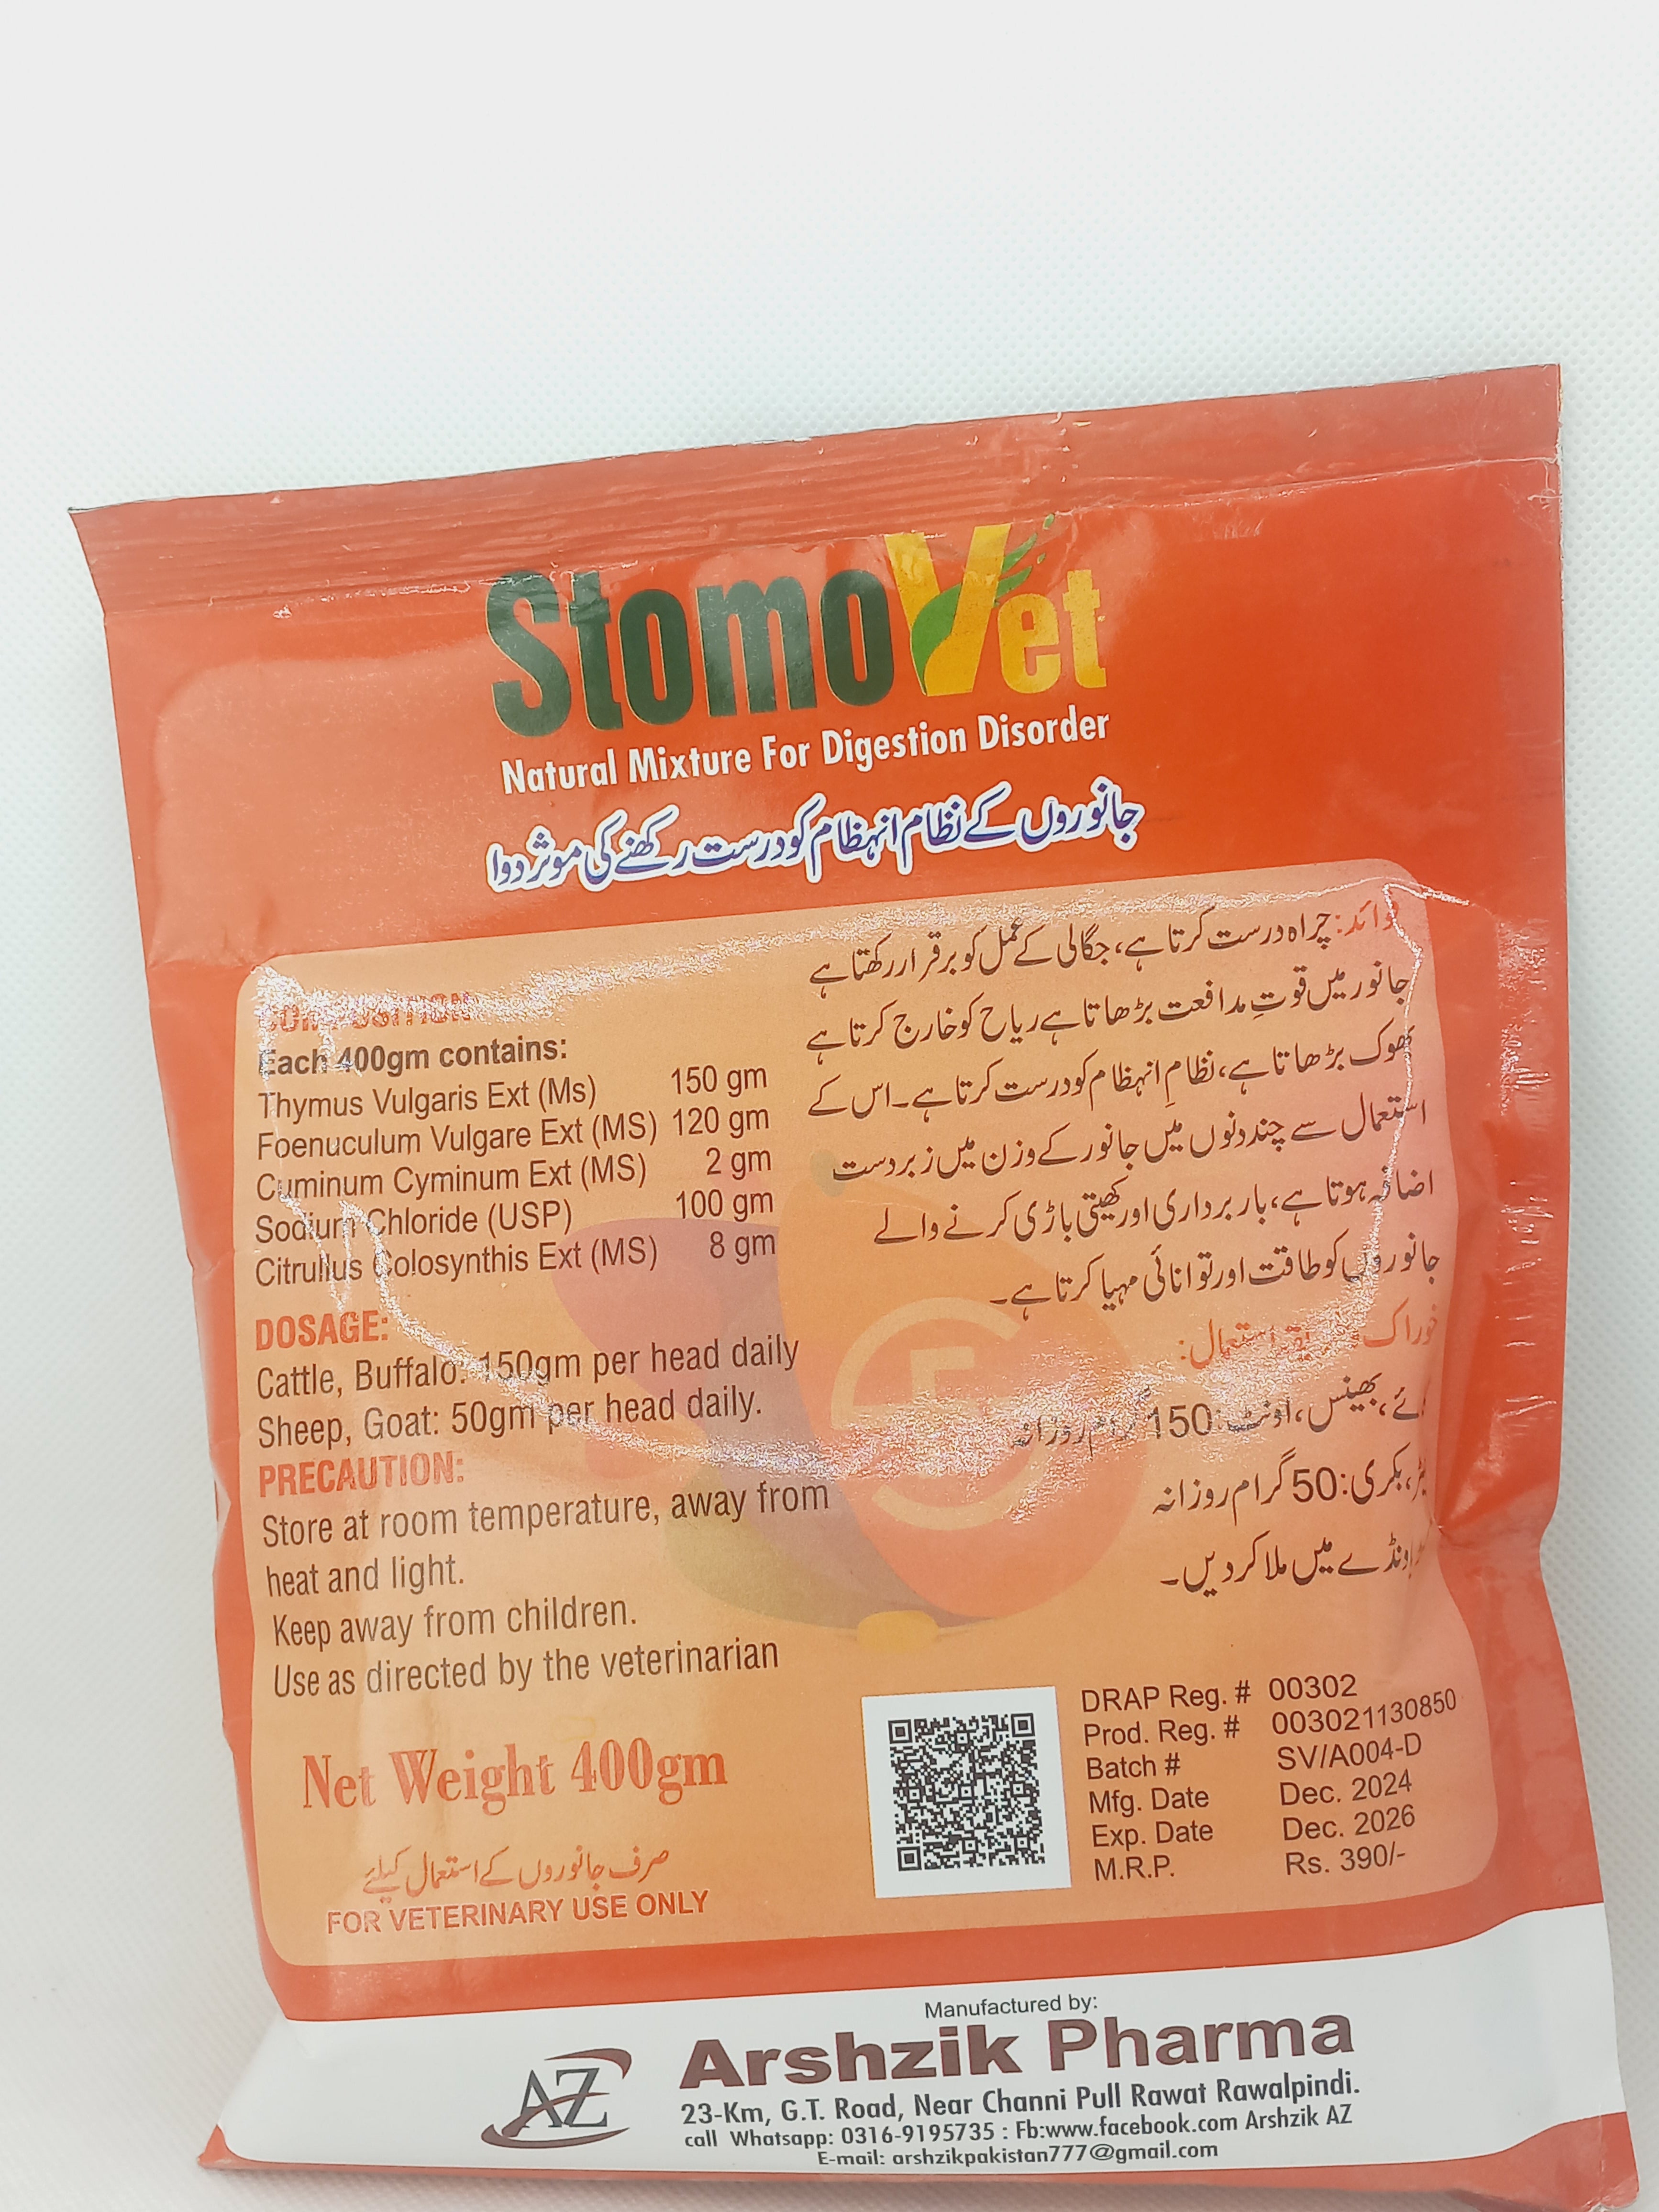 StomoVet
Natural Mixture For Digestion Disorder
جانوروں کے نظام انہظام کو درست رکھنے کی موثر دوا
COMPOSITION
Each 400gm contains:
Thymus Vulgaris Ext (Ms) 150 gm
Foenuculum Vulgare Ext (MS) 120 gm
Cuminum Cyminum Ext (MS) 2 gm
Sodium Chloride (USP) 100 gm
Citrullus Colosynthis Ext (MS) 8 gm
DOSAGE:
Cattle, Buffalo: 150gm per head daily
Sheep, Goat: 50gm per head daily.
PRECAUTION:
Store at room temperature, away from
heat and light.
Keep away from children.
Use as directed by the veterinarian
Net Weight 400gm
صرف جانوروں کے استعمال کیلئے
FOR VETERINARY USE ONLY
چراہ درست کرتا ہے، جگالی کے عمل کو برقرار رکھتا ہے
جانور میں قوتِ مدافعت بڑھاتا ہے ریاح کو خارج کرتا ہے
بھوک بڑھاتا ہے، نظامِ انہظام کو درست کرتا ہے۔ اس کے
استعمال سے چند دنوں میں جانور کے وزن میں زبردست
اضافہ ہوتا ہے، باربرداری اور کھیتی باڑی کرنے والے
جانوروں کو طاقت اور توانائی مہیا کرتا ہے۔
خوراک استعمال:
بھینس، اونٹ: 150 گرام روزانہ
بکری: 50 گرام روزانہ
ونڈے میں ملا کر دیں۔
DRAP Reg. # 00302
Prod. Reg. # 003021130850
Batch # SV/A004-D
Mfg. Date Dec. 2024
Exp. Date Dec. 2026
M.R.P. Rs. 390/-
Manufactured by:
AZ
Arshzik Pharma
23-Km, G.T. Road, Near Channi Pull Rawat Rawalpindi.
call Whatsapp: 0316-9195735 : Fb:www.facebook.com Arshzik AZ
E-mail: arshzikpakistan777@gmail.com